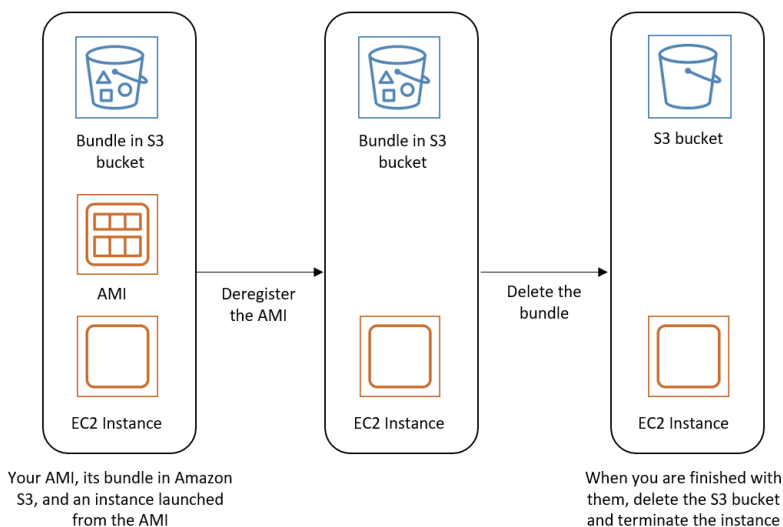 Bundle in S3
bucket
AMI
EC2 Instance
Your AMI, its bundle in Amazon
S3, and an instance launched
from the AMI
Deregister
the AMI
Bundle in S3
bucket
EC2 Instance
Delete the
bundle
S3 bucket
EC2 Instance
When you are finished with
them, delete the S3 bucket
and terminate the instance